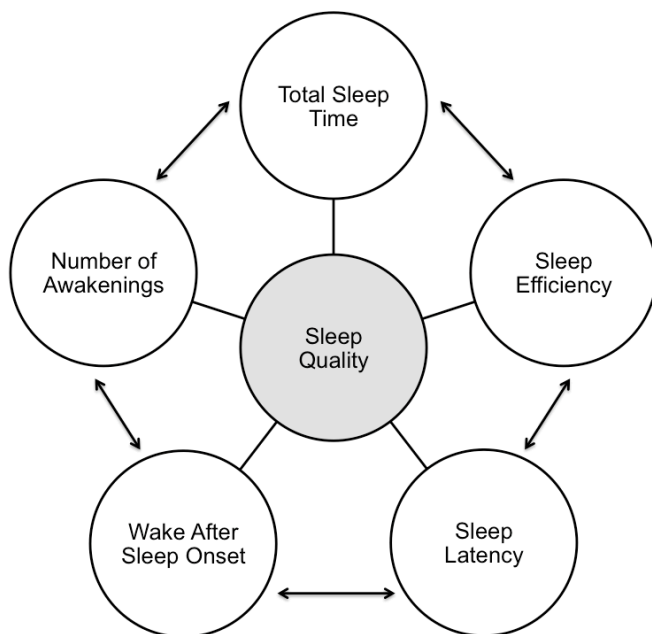 Total Sleep
Time
Number of
Awakenings
Sleep
Efficiency
Sleep
Quality
Wake After
Sleep Onset
Sleep
Latency